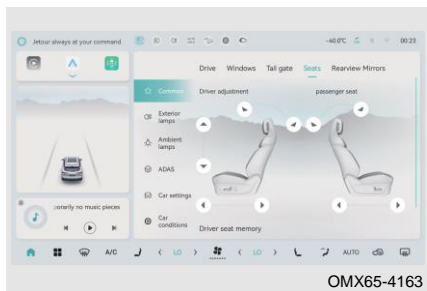 Jetour always at your command
-40.0℃
00:23
Drive Windows Tail gate Seats Rearview Mirrors
Common
Driver adjustment
passenger seat
Exterior
lamps
Ambient
lamps
ADAS
Car settings
Car
conditions
Driver seat memory
:orarily no music pieces
A/C
LO
LO
AUTO
OMX65-4163